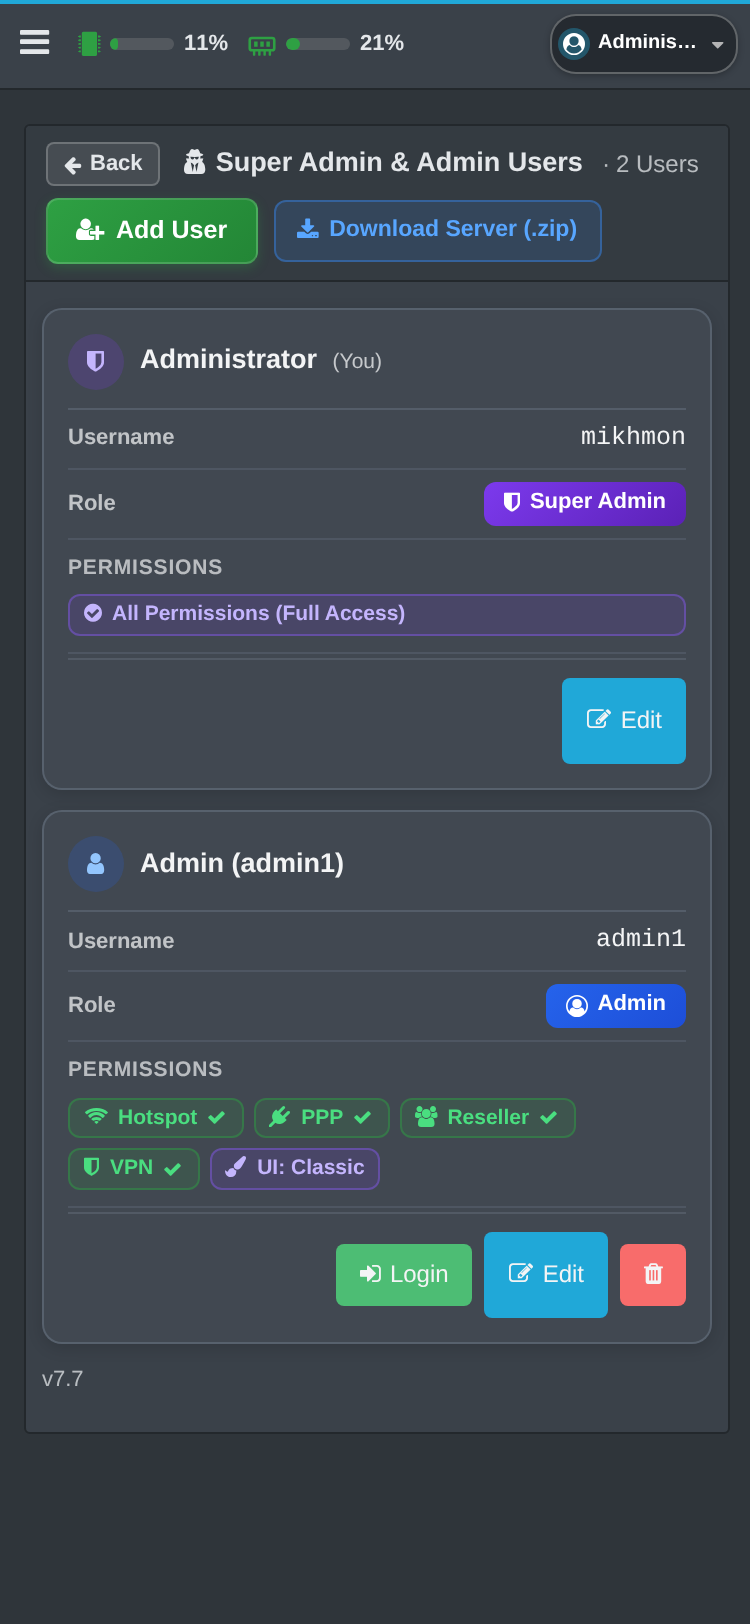 11% 21% Adminis...
Back Super Admin & Admin Users · 2 Users
Add User Download Server (.zip)
Administrator (You)
Username mikhmon
Role Super Admin
PERMISSIONS
All Permissions (Full Access)
Edit
Admin (admin1)
Username admin1
Role Admin
PERMISSIONS
Hotspot PPP Reseller
VPN UI: Classic
Login Edit
v7.7